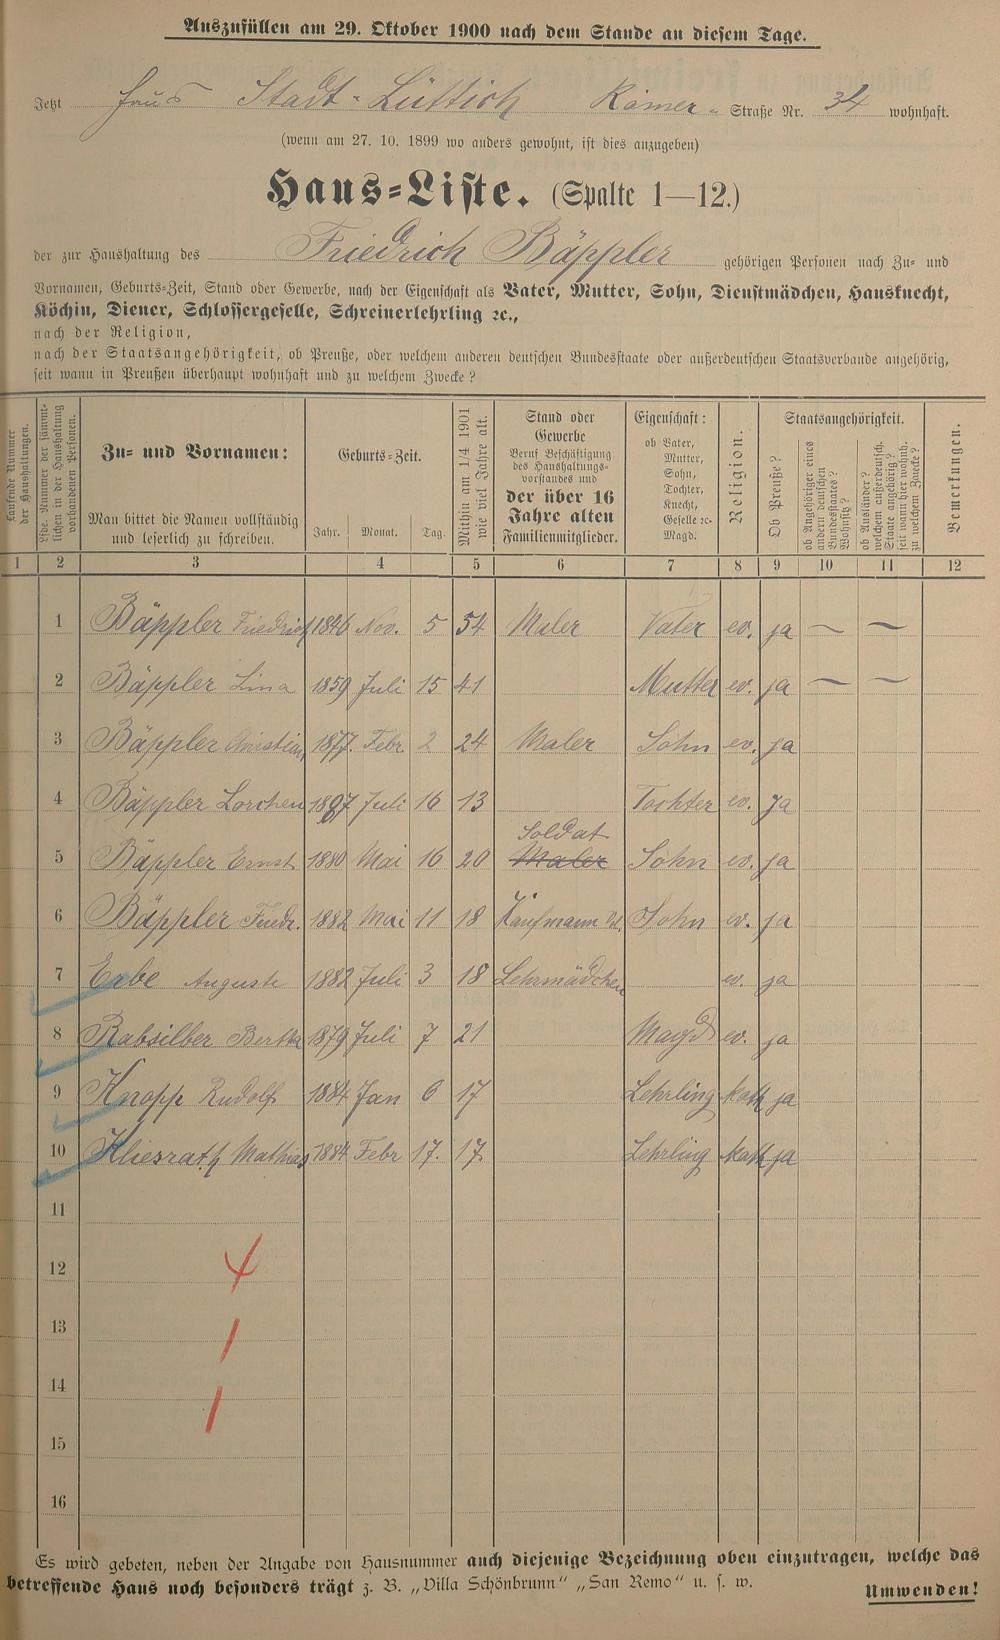 Auszufüllen am 29. Oktober 1900 nach dem Stande an diesem Tage.
Jetzt Haus Stadt-Lüttich Römer-Straße Nr. 34 wohnhaft.
(wenn am 27. 10. 1899 wo anders gewohnt, ist dies anzugeben)
Haus-Liste. (Spalte 1—12.)
der zur Haushaltung des Friedrich Bäppler gehörigen Personen nach Zu- und
Vornamen, Geburts-Zeit, Stand oder Gewerbe, nach der Eigenschaft als Vater, Mutter, Sohn, Dienstmädchen, Hausknecht,
Köchin, Diener, Schlossergeselle, Schreinerlehrling ꝛc.,
nach der Religion,
nach der Staatsangehörigkeit, ob Preuße, oder welchem anderen deutschen Bundesstaate oder außerdeutschen Staatsverbande angehörig,
seit wann in Preußen überhaupt wohnhaft und zu welchem Zwecke?
Laufende Nummer
der Haushaltungen.
Lfde. Nummer der sämmt-
lichen in der Haushaltung
vorhandenen Personen.
Zu- und Vornamen:
Man bittet die Namen vollständig
und leserlich zu schreiben.
Geburts-Zeit.
Jahr. Monat. Tag.
Mithin am 1/4 1901
wie viel Jahre alt.
Stand oder
Gewerbe
Beruf Beschäftigung
des Haushaltungs-
vorstandes und
der über 16
Jahre alten
Familienmitglieder.
Eigenschaft:
ob Vater,
Mutter,
Sohn,
Tochter,
Knecht,
Geselle ꝛc.
Magd.
Religion.
Staatsangehörigkeit.
Ob Preuße?
ob Angehöriger eines
andern deutschen
Bundesstaates?
Wohnsitz?
ob Ausländer?
welchem außerdeutsch.
Staate angehörig?
seit wann hier wohnh.
zu welchem Zwecke?
Bemerkungen.
1 2 3 4 5 6 7 8 9 10 11 12
1 Bäppler Friedrich 1846 Nov. 5 54 Maler Vater ev. ja — —
2 Bäppler Lina 1859 Juli 15 41 Mutter ev. ja — —
3 Bäppler Christian 1877. Febr. 2 24 Maler Sohn ev. ja
4 Bäppler Lorchen 1887 Juli 16 13 Tochter ev. ja
Soldat
5 Bäppler Ernst 1880 Mai 16 20 Maler Sohn ev. ja
6 Bäppler Friedr. 1882 Mai 11 18 Kaufmann Sohn ev. ja
7 Erbe Auguste 1882 Juli 3 18 Lehrmädchen ev. ja
8 Rabsilber Bertha 1879 Juli 7 21 Magd ev. ja
9 Knopp Rudolf 1884 Jan 6 17 Lehrling kath ja
10 Kliesrath Mathias 1884 Febr 17. 17. Lehrling kath ja
11
12 4
13 1
14 1
15
16
Es wird gebeten, neben der Angabe von Hausnummer auch diejenige Bezeichnung oben einzutragen, welche das
betreffende Haus noch besonders trägt z. B. „Villa Schönbrunn" „San Remo" u. s. w.
Umwenden!